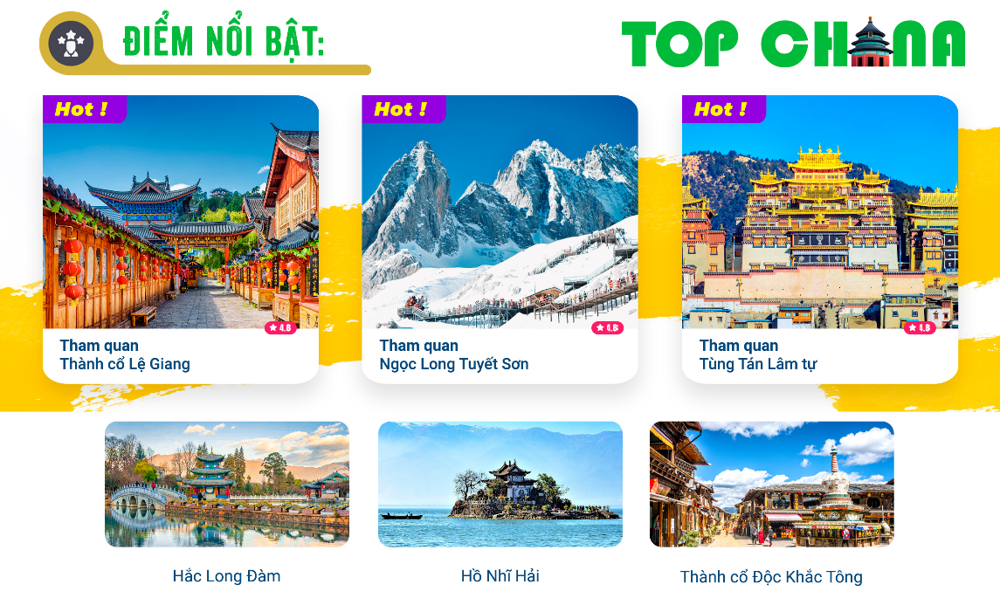 ĐIỂM NỔI BẬT:
TOP CHINA
Hot !
Hot !
Hot !
4.8
4.8
4.8
Tham quan
Thành cổ Lệ Giang
Tham quan
Ngọc Long Tuyết Sơn
Tham quan
Tùng Tán Lâm tự
Hắc Long Đàm
Hồ Nhĩ Hải
Thành cổ Độc Khắc Tông